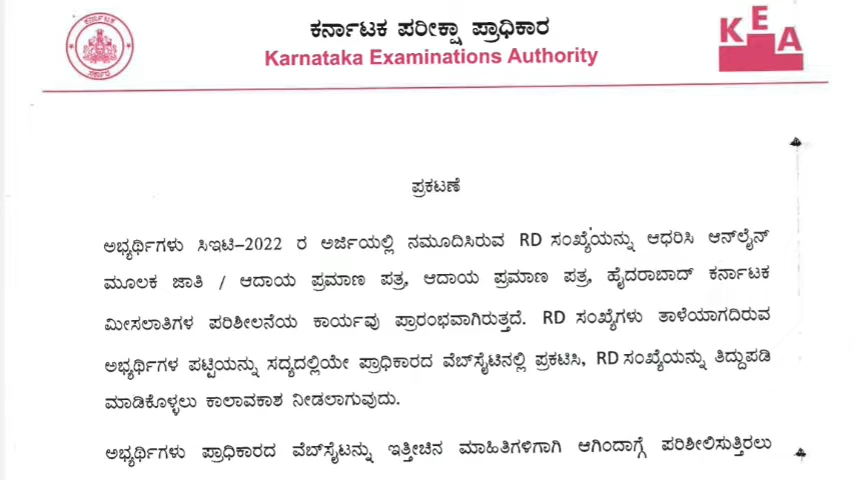 ಕರ್ನಾಟಕ ಪರೀಕ್ಷಾ ಪ್ರಾಧಿಕಾರ
Karnataka Examinations Authority
KEA
ಪ್ರಕಟಣೆ
ಅಭ್ಯರ್ಥಿಗಳು ಸಿಇಟಿ–2022 ರ ಅರ್ಜಿಯಲ್ಲಿ ನಮೂದಿಸಿರುವ RD ಸಂಖ್ಯೆಯನ್ನು ಆಧರಿಸಿ ಆನ್‌ಲೈನ್
ಮೂಲಕ ಜಾತಿ / ಆದಾಯ ಪ್ರಮಾಣ ಪತ್ರ, ಆದಾಯ ಪ್ರಮಾಣ ಪತ್ರ, ಹೈದರಾಬಾದ್ ಕರ್ನಾಟಕ
ಮೀಸಲಾತಿಗಳ ಪರಿಶೀಲನೆಯ ಕಾರ್ಯವು ಪ್ರಾರಂಭವಾಗಿರುತ್ತದೆ. RD ಸಂಖ್ಯೆಗಳು ತಾಳೆಯಾಗದಿರುವ
ಅಭ್ಯರ್ಥಿಗಳ ಪಟ್ಟಿಯನ್ನು ಸದ್ಯದಲ್ಲಿಯೇ ಪ್ರಾಧಿಕಾರದ ವೆಬ್‌ಸೈಟಿನಲ್ಲಿ ಪ್ರಕಟಿಸಿ, RD ಸಂಖ್ಯೆಯನ್ನು ತಿದ್ದುಪಡಿ
ಮಾಡಿಕೊಳ್ಳಲು ಕಾಲಾವಕಾಶ ನೀಡಲಾಗುವುದು.
ಅಭ್ಯರ್ಥಿಗಳು ಪ್ರಾಧಿಕಾರದ ವೆಬ್‌ಸೈಟನ್ನು ಇತ್ತೀಚಿನ ಮಾಹಿತಿಗಳಿಗಾಗಿ ಆಗಿಂದಾಗ್ಗೆ ಪರಿಶೀಲಿಸುತ್ತಿರಲು